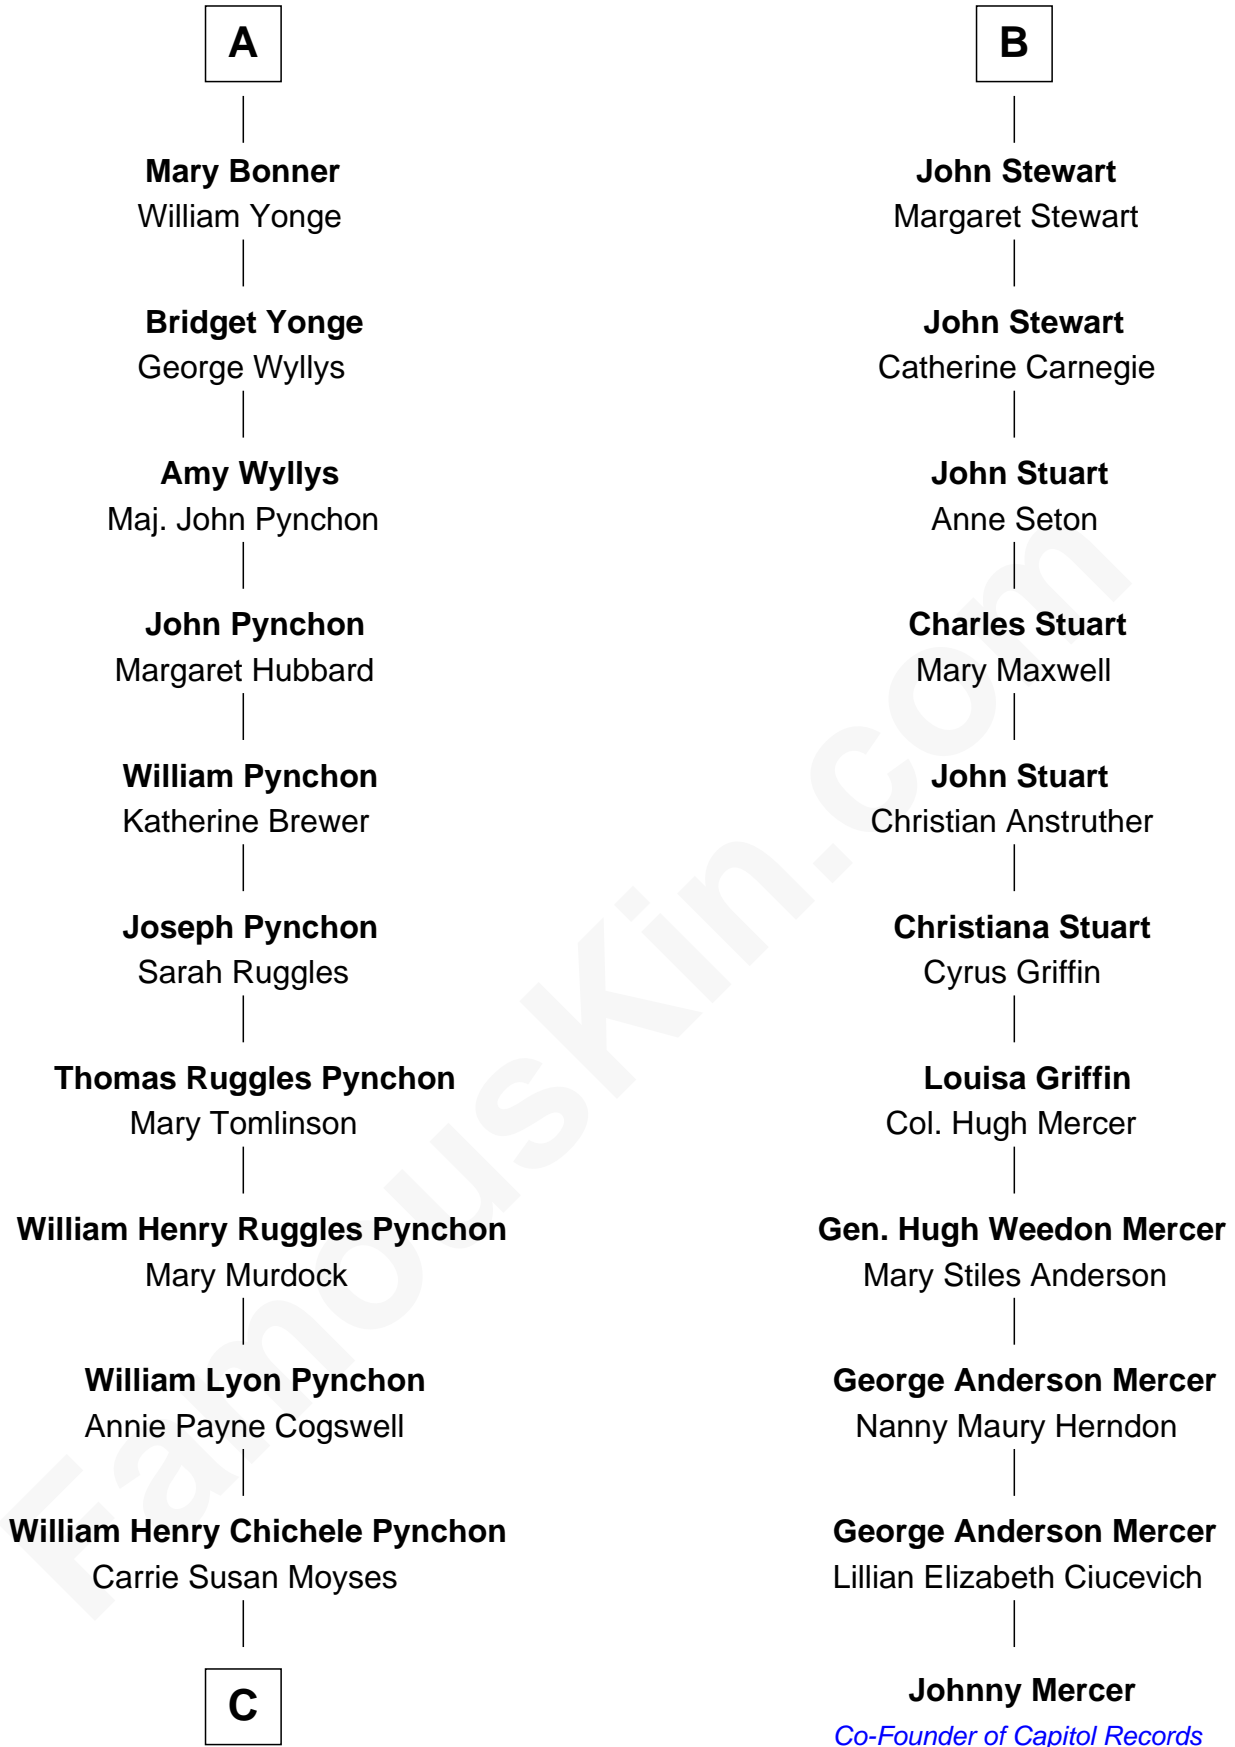 A
Mary Bonner
William Yonge
Bridget Yonge
George Wyllys
Amy Wyllys
Maj. John Pynchon
John Pynchon
Margaret Hubbard
William Pynchon
Katherine Brewer
Joseph Pynchon
Sarah Ruggles
Thomas Ruggles Pynchon
Mary Tomlinson
William Henry Ruggles Pynchon
Mary Murdock
William Lyon Pynchon
Annie Payne Cogswell
William Henry Chichele Pynchon
Carrie Susan Moyses
C
B
John Stewart
Margaret Stewart
John Stewart
Catherine Carnegie
John Stuart
Anne Seton
Charles Stuart
Mary Maxwell
John Stuart
Christian Anstruther
Christiana Stuart
Cyrus Griffin
Louisa Griffin
Col. Hugh Mercer
Gen. Hugh Weedon Mercer
Mary Stiles Anderson
George Anderson Mercer
Nanny Maury Herndon
George Anderson Mercer
Lillian Elizabeth Ciucevich
Johnny Mercer
Co-Founder of Capitol Records
FamousKin.com